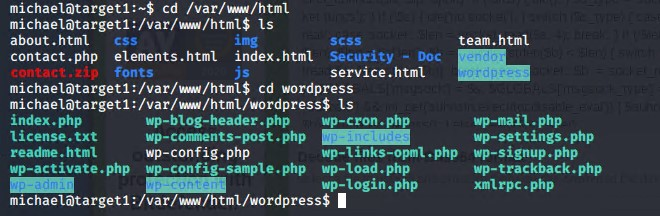 michael@target1:~$ cd /var/www/html
michael@target1:/var/www/html$ ls
about.html css img scss team.html
contact.php elements.html index.html Security - Doc vendor
contact.zip fonts js service.html wordpress
michael@target1:/var/www/html$ cd wordpress
michael@target1:/var/www/html/wordpress$ ls
index.php wp-blog-header.php wp-cron.php wp-mail.php
license.txt wp-comments-post.php wp-includes wp-settings.php
readme.html wp-config.php wp-links-opml.php wp-signup.php
wp-activate.php wp-config-sample.php wp-load.php wp-trackback.php
wp-admin wp-content wp-login.php xmlrpc.php
michael@target1:/var/www/html/wordpress$